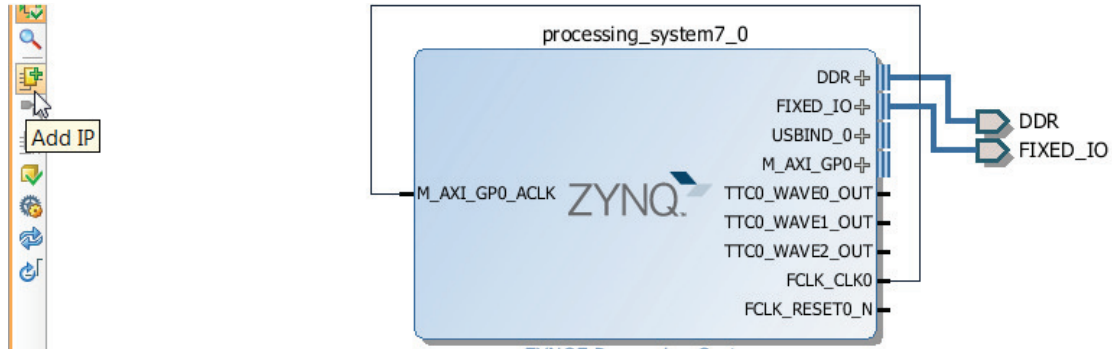 processing_system7_0
DDR
FIXED_IO
USBIND_0
M_AXI_GP0
M_AXI_GP0_ACLK
ZYNQ
TTC0_WAVE0_OUT
TTC0_WAVE1_OUT
TTC0_WAVE2_OUT
FCLK_CLK0
FCLK_RESET0_N
DDR
FIXED_IO
Add IP